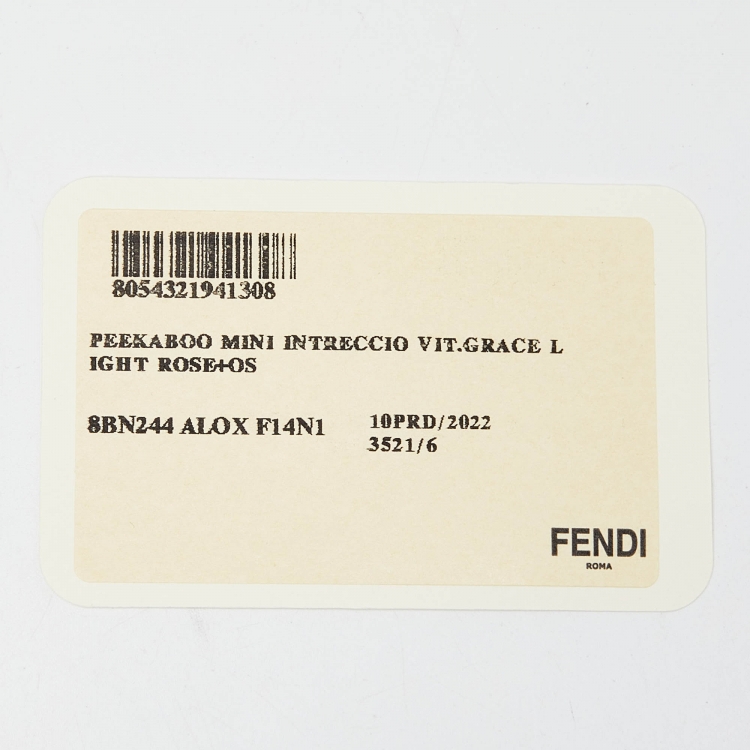 8054321941308
PEEKABOO MINI INTRECCIO VIT.GRACE L
IGHT ROSE+OS
8BN244 ALOX F14N1
10PRD/2022
3521/6
FENDI
ROMA